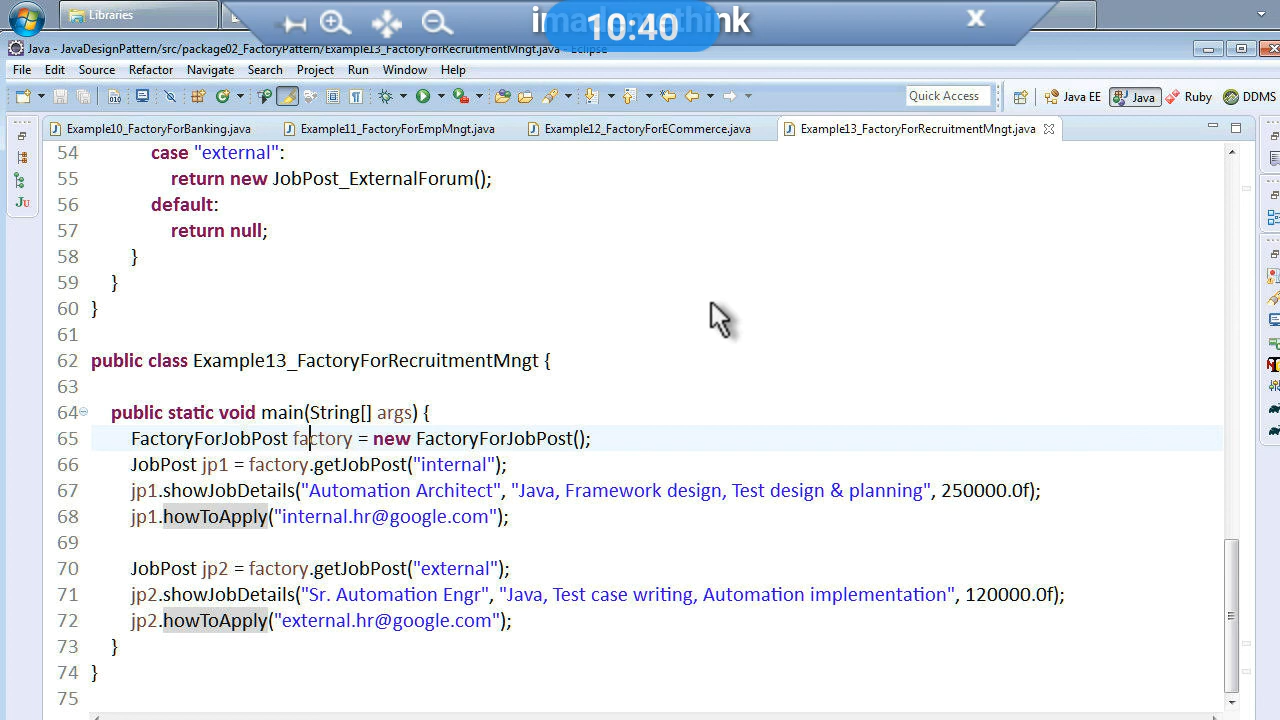 Libraries
10:40
think
Java - JavaDesignPattern/src/package02_FactoryPattern/Example13_FactoryForRecruitmentMngt.java - Eclipse
File Edit Source Refactor Navigate Search Project Run Window Help
Quick Access Java EE Java Ruby DDMS
Example10_FactoryForBanking.java Example11_FactoryForEmpMngt.java Example12_FactoryForECommerce.java Example13_FactoryForRecruitmentMngt.java
54 case "external":
55 return new JobPost_ExternalForum();
56 default:
57 return null;
58 }
59 }
60 }
61
62 public class Example13_FactoryForRecruitmentMngt {
63
64 public static void main(String[] args) {
65 FactoryForJobPost factory = new FactoryForJobPost();
66 JobPost jp1 = factory.getJobPost("internal");
67 jp1.showJobDetails("Automation Architect", "Java, Framework design, Test design & planning", 250000.0f);
68 jp1.howToApply("internal.hr@google.com");
69
70 JobPost jp2 = factory.getJobPost("external");
71 jp2.showJobDetails("Sr. Automation Engr", "Java, Test case writing, Automation implementation", 120000.0f);
72 jp2.howToApply("external.hr@google.com");
73 }
74 }
75